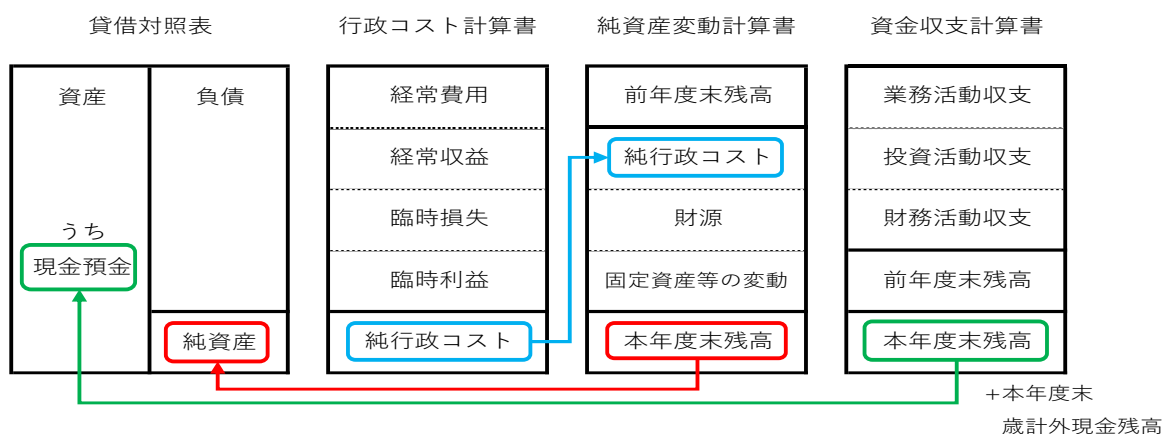 貸借対照表
行政コスト計算書
純資産変動計算書
資金収支計算書
資産
負債
うち
現金預金
純資産
経常費用
経常収益
臨時損失
臨時利益
純行政コスト
前年度末残高
純行政コスト
財源
固定資産等の変動
本年度末残高
業務活動収支
投資活動収支
財務活動収支
前年度末残高
本年度末残高
+本年度末
歳計外現金残高